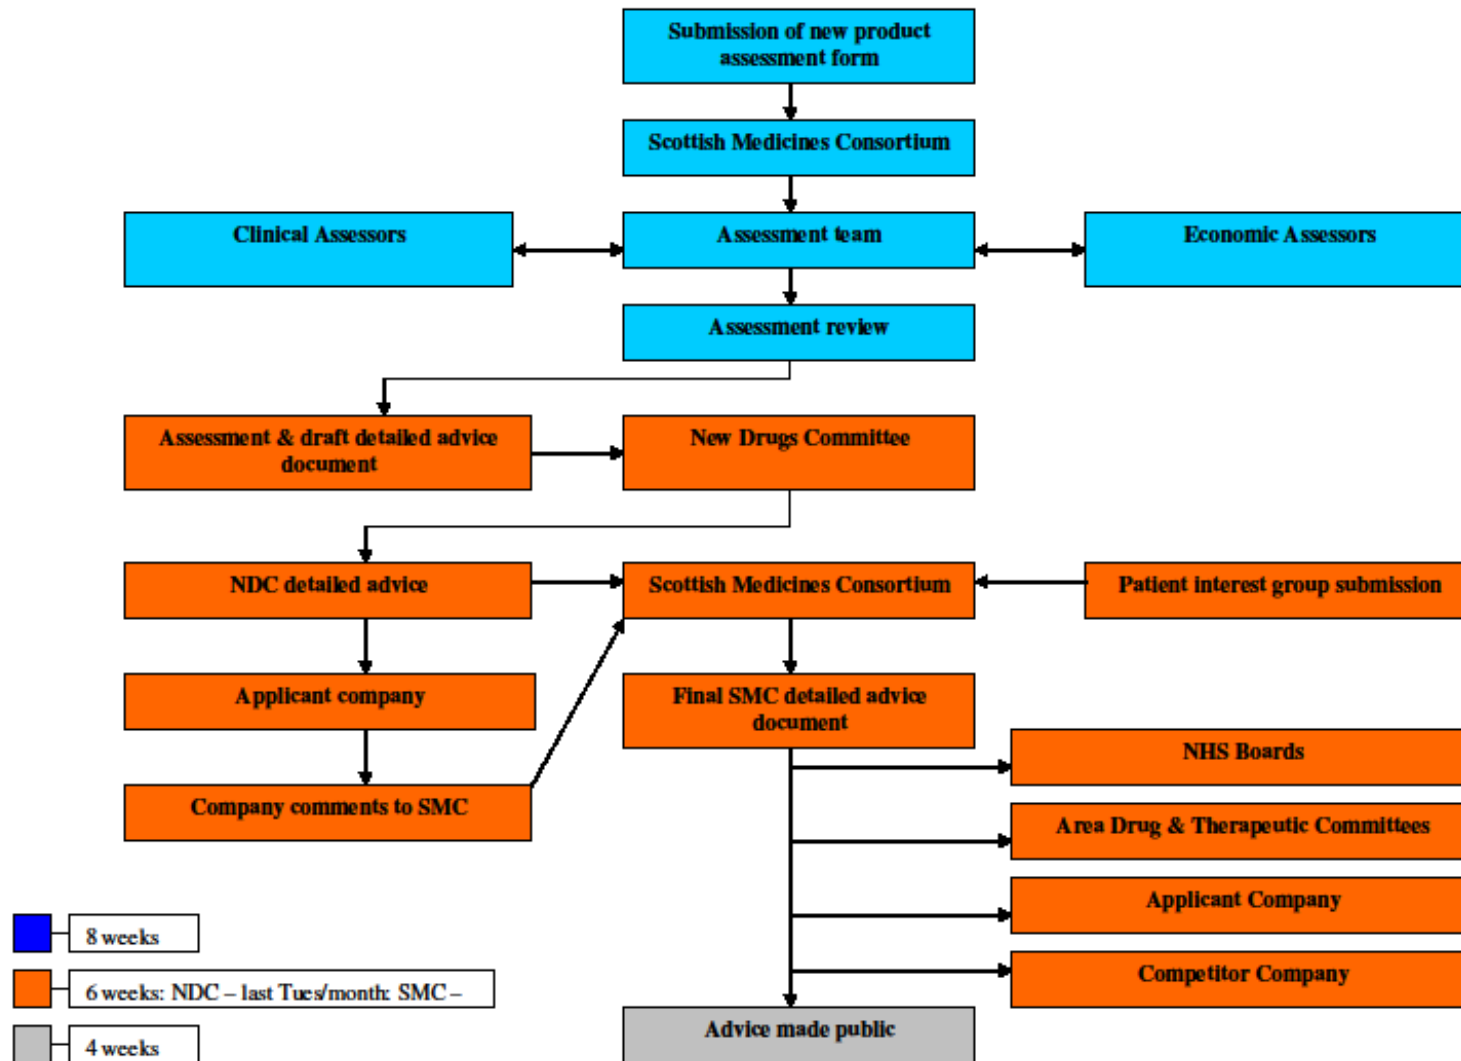 Submission of new product
assessment form
Scottish Medicines Consortium
Clinical Assessors
Assessment team
Economic Assessors
Assessment review
Assessment & draft detailed advice
document
New Drugs Committee
NDC detailed advice
Scottish Medicines Consortium
Patient interest group submission
Applicant company
Final SMC detailed advice
document
Company comments to SMC
NHS Boards
Area Drug & Therapeutic Committees
Applicant Company
Competitor Company
Advice made public
8 weeks
6 weeks: NDC – last Tues/month: SMC –
4 weeks